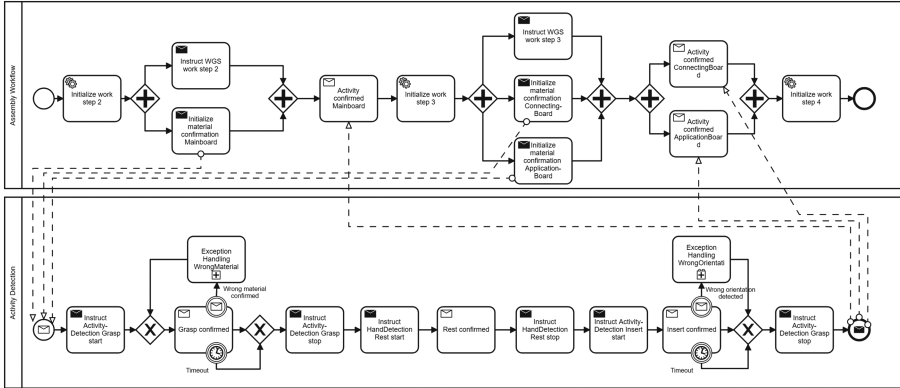 Assembly Workflow
Initialize work
step 2
Instruct WGS
work step 2
Initialize
material
confirmation
Mainboard
Activity
confirmed
Mainboard
Initialize work
step 3
Instruct WGS
work step 3
Initialize
material
confirmation
Connecting-
Board
Initialize
material
confirmation
Application-
Board
Activity
confirmed
ConnectingBoar
d
Activity
confirmed
ApplicationBoar
d
Initialize work
step 4
Activity Detection
Instruct
Activity-
Detection Grasp
start
Exception
Handling
WrongMaterial
Wrong material
confirmed
Grasp confirmed
Timeout
Instruct
Activity-
Detection Grasp
stop
Instruct
HandDetection
Rest start
Rest confirmed
Instruct
HandDetection
Rest stop
Instruct
Activity-
Detection Insert
start
Exception
Handling
WrongOrientati
Wrong orientation
detected
Insert confirmed
Timeout
Instruct
Activity-
Detection Grasp
stop